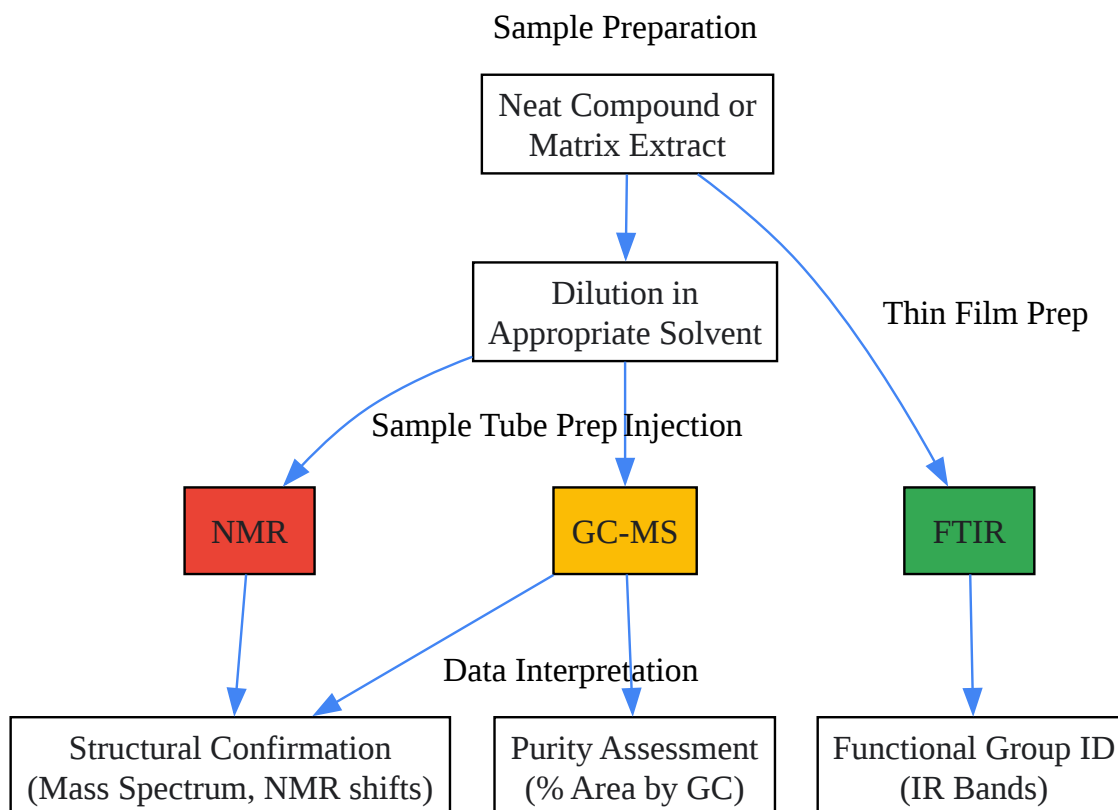 Sample Preparation
Neat Compound or
Matrix Extract
Dilution in
Appropriate Solvent
Thin Film Prep
Sample Tube Prep
Injection
NMR
GC-MS
FTIR
Data Interpretation
Structural Confirmation
(Mass Spectrum, NMR shifts)
Purity Assessment
(% Area by GC)
Functional Group ID
(IR Bands)